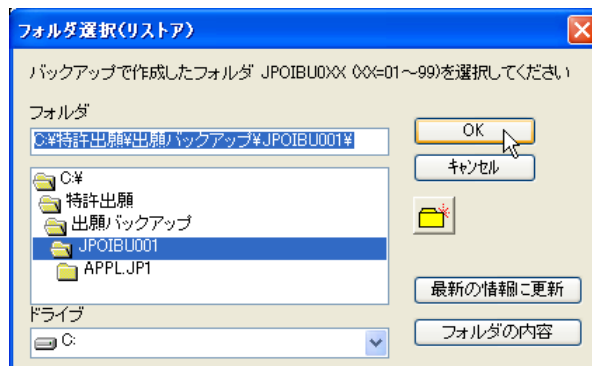 フォルダ選択(リストア)
バックアップで作成したフォルダ JPOIBU0XX (XX=01～99)を選択してください
フォルダ
C:¥特許出願¥出願バックアップ¥JPOIBU001¥
OK
キャンセル
C:¥
特許出願
出願バックアップ
JPOIBU001
APPL.JP1
最新の情報に更新
ドライブ
C:
フォルダの内容